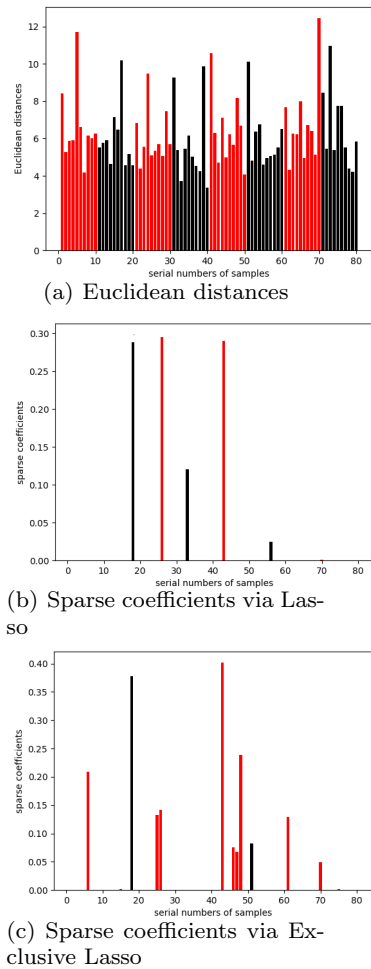 12
10
8
6
4
2
0
Euclidean distances
0 10 20 30 40 50 60 70 80
serial numbers of samples
(a) Euclidean distances
0.30
0.25
0.20
0.15
0.10
0.05
0.00
sparse coefficients
0 10 20 30 40 50 60 70 80
serial numbers of samples
(b) Sparse coefficients via Las-
so
0.40
0.35
0.30
0.25
0.20
0.15
0.10
0.05
0.00
sparse coefficients
0 10 20 30 40 50 60 70 80
serial numbers of samples
(c) Sparse coefficients via Ex-
clusive Lasso